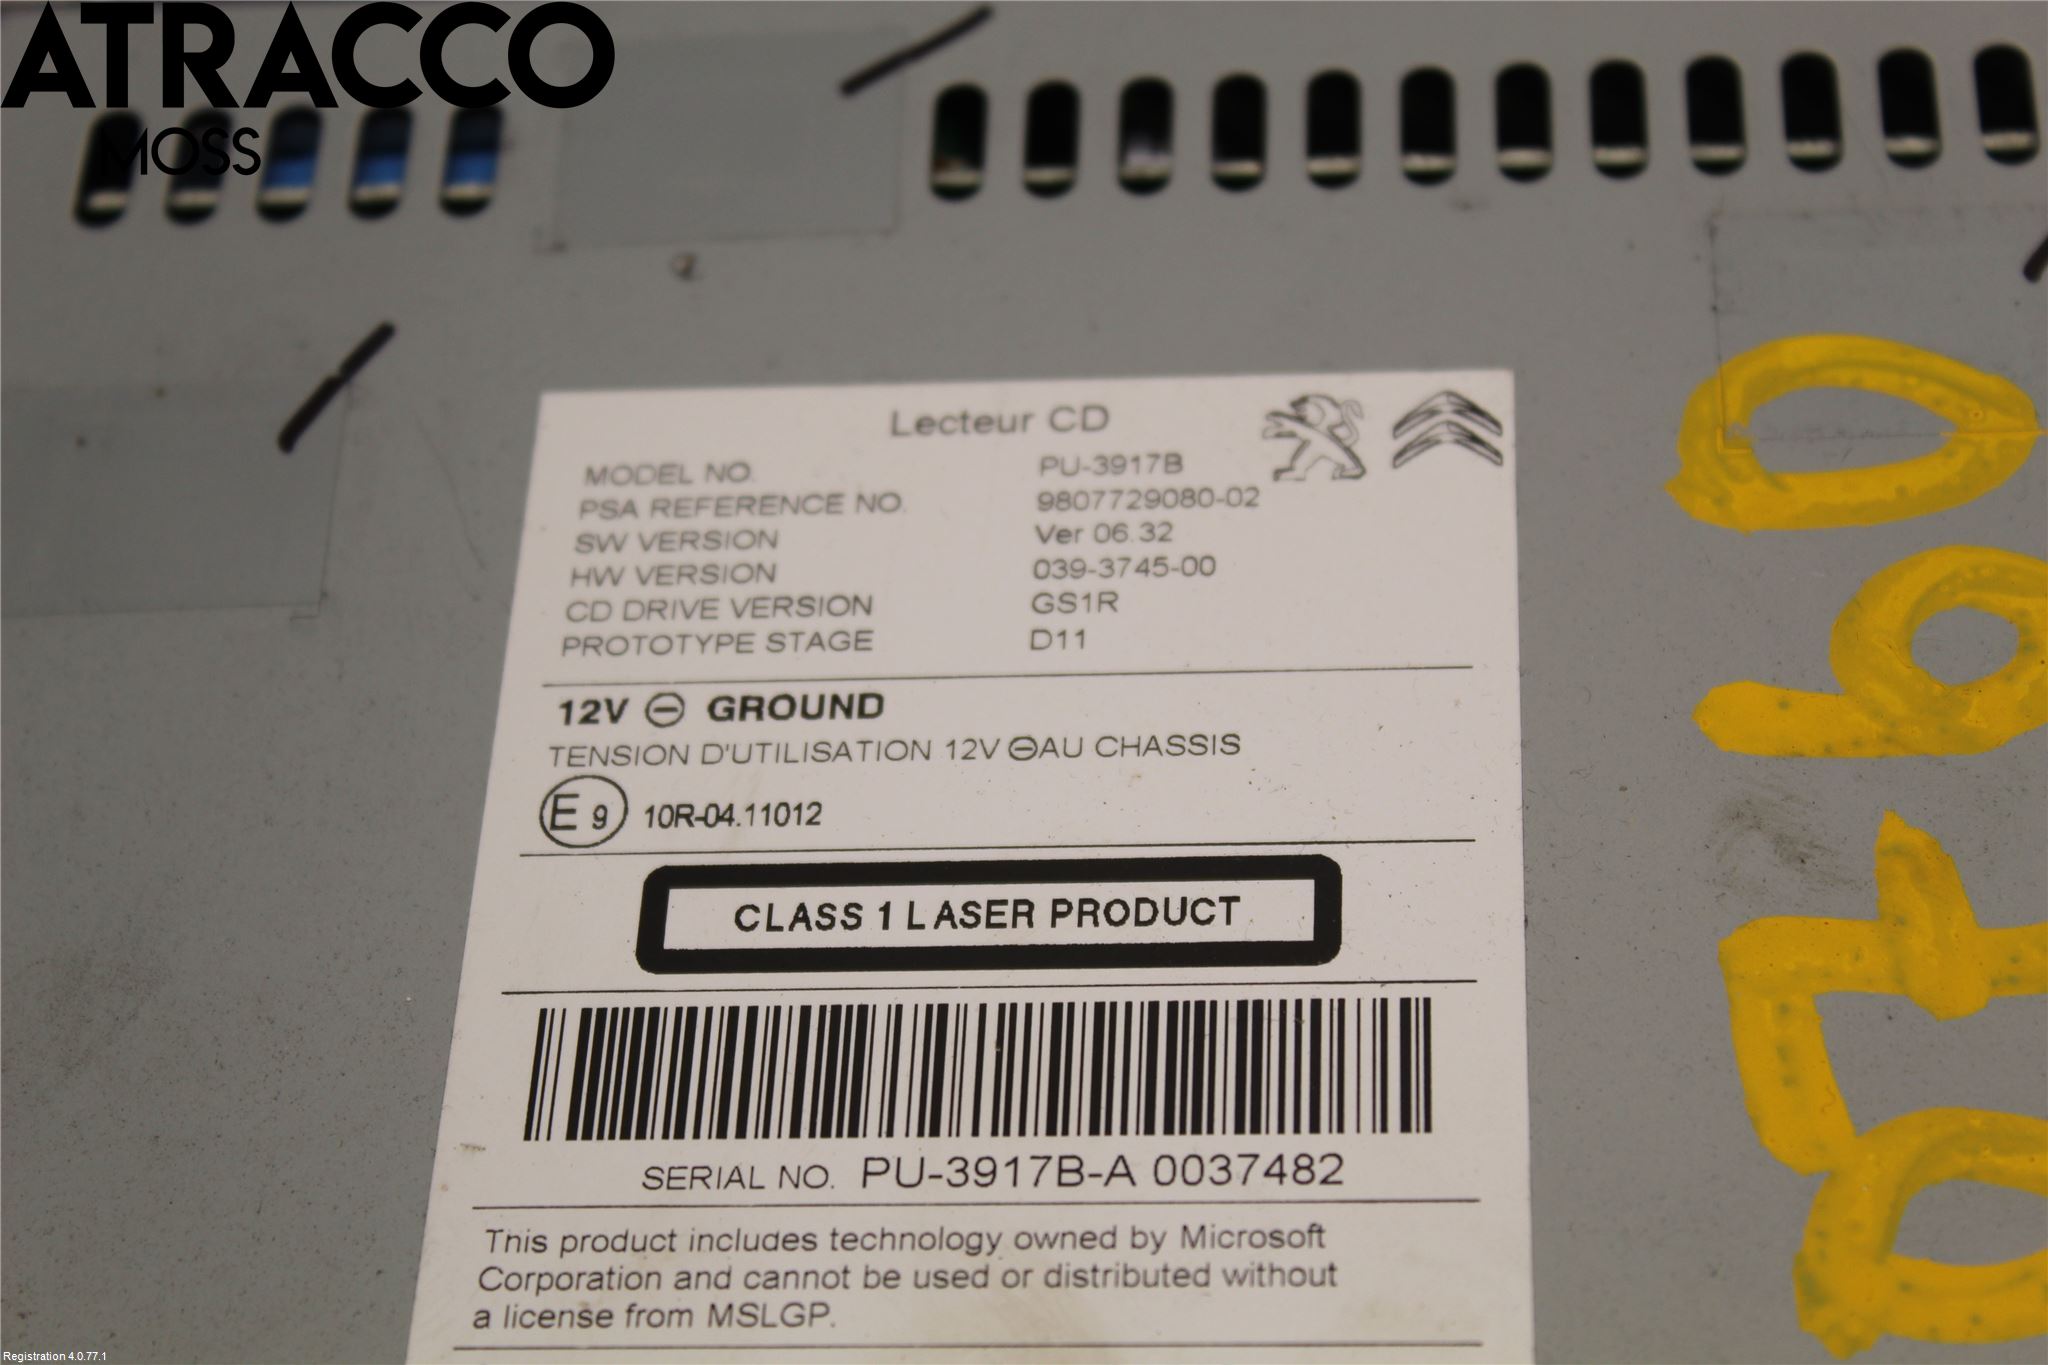 ATRACCO
MOSS
Lecteur CD
MODEL NO. PU-3917B
PSA REFERENCE NO. 9807729080-02
SW VERSION Ver 06.32
HW VERSION 039-3745-00
CD DRIVE VERSION GS1R
PROTOTYPE STAGE D11
12V ⊖ GROUND
TENSION D'UTILISATION 12V ⊖AU CHASSIS
E 9 10R-04.11012
CLASS 1 LASER PRODUCT
SERIAL NO. PU-3917B-A 0037482
This product includes technology owned by Microsoft
Corporation and cannot be used or distributed without
a license from MSLGP.
Registration 4.0.77.1